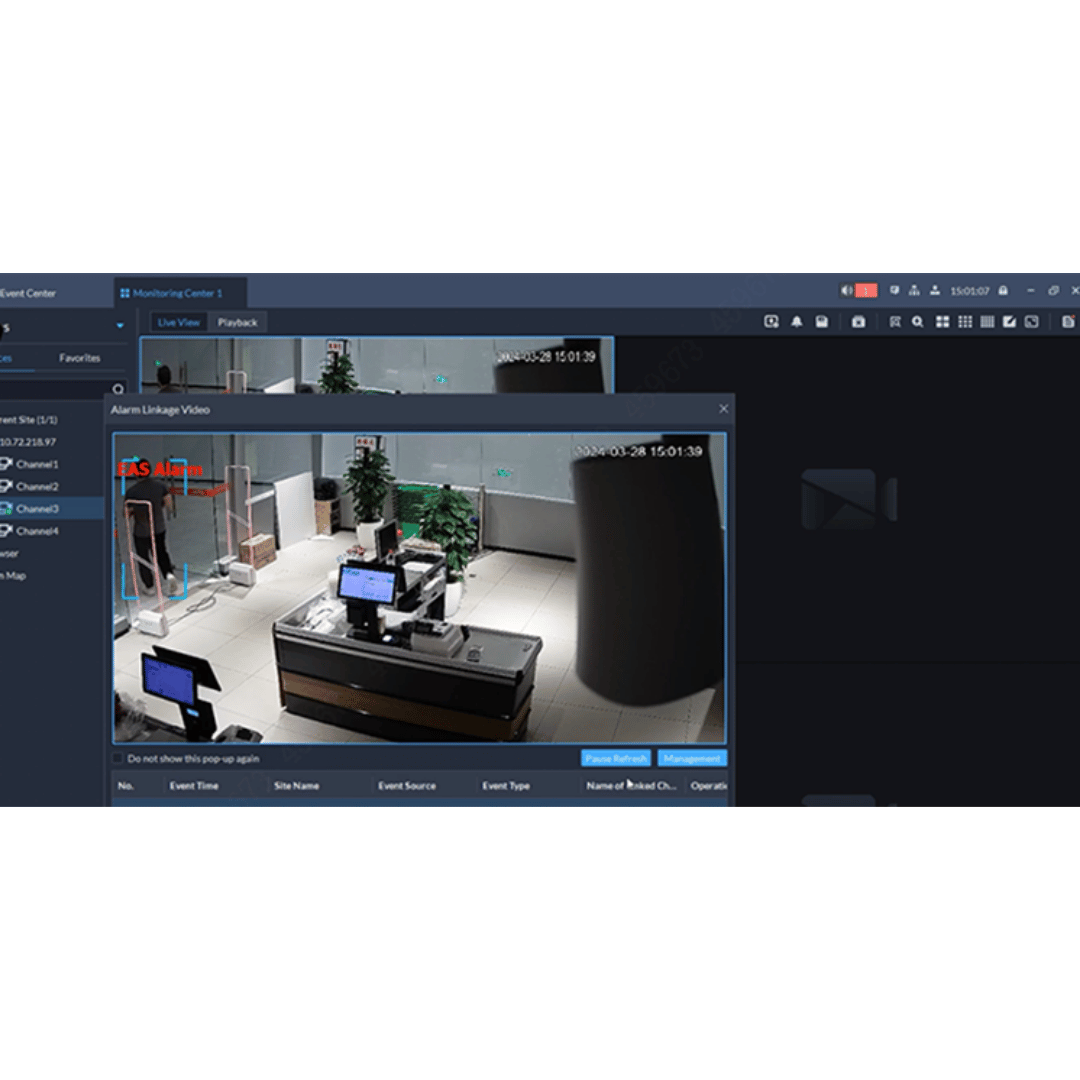 Event Center
Monitoring Center 1
15:01:07
s
Live View
Playback
ces
Favorites
2024-03-28 15:01:39
rent Site (1/1)
10.72.218.97
Channel1
Channel2
Channel3
Channel4
wser
n Map
Alarm Linkage Video
2024-03-28 15:01:39
EAS Alarm
Do not show this pop-up again
Pause Refresh
Management
No.
Event Time
Site Name
Event Source
Event Type
Name of Linked Ch...
Operati